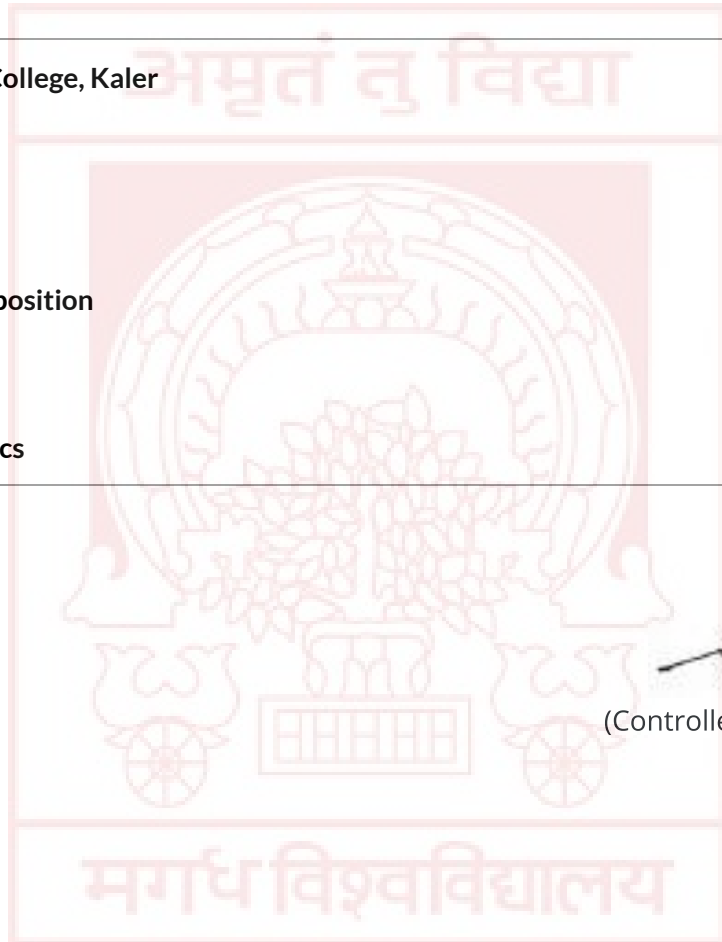 College, Kaler
अमृतं तु विद्या
position
cs
(Controlle
मगध विश्वविद्यालय